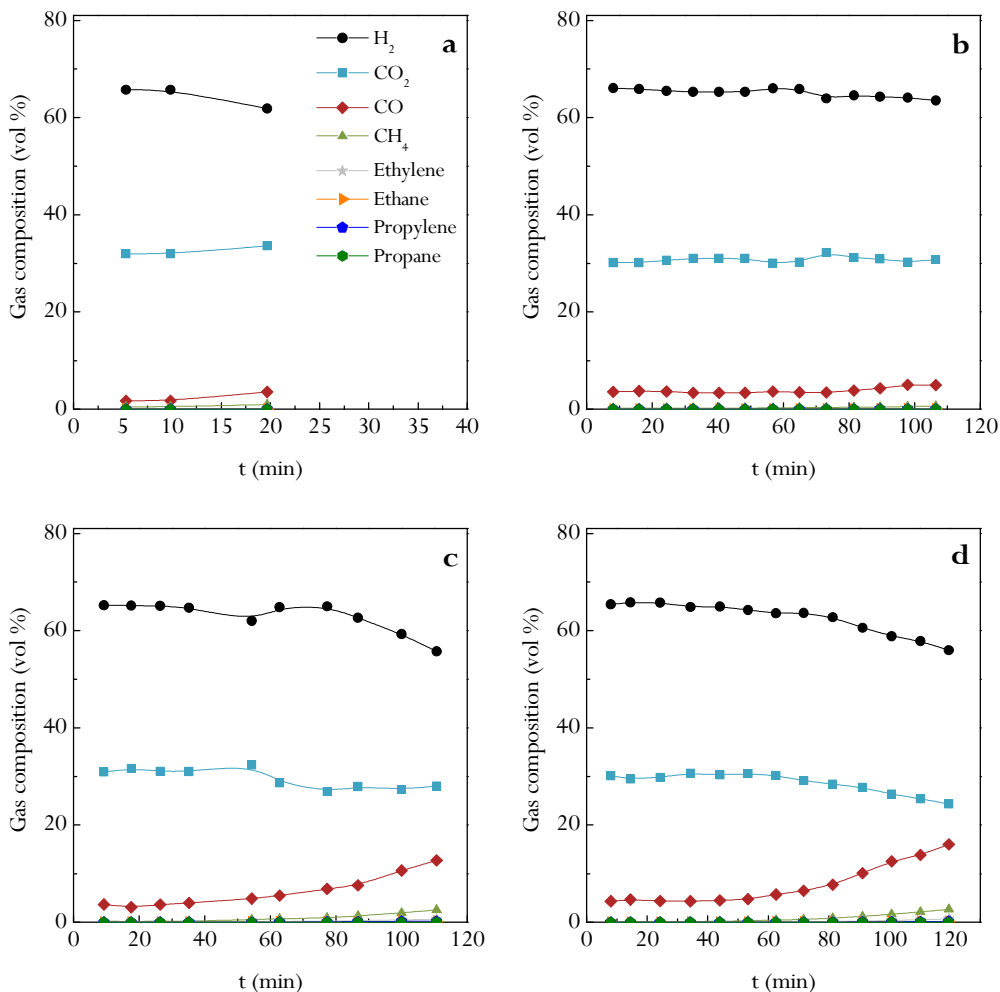 a
H2
CO2
CO
CH4
Ethylene
Ethane
Propylene
Propane
Gas composition (vol %)
80
60
40
20
0
0 5 10 15 20 25 30 35 40
t (min)
b
Gas composition (vol %)
80
60
40
20
0
0 20 40 60 80 100 120
t (min)
c
Gas composition (vol %)
80
60
40
20
0
0 20 40 60 80 100 120
t (min)
d
Gas composition (vol %)
80
60
40
20
0
0 20 40 60 80 100 120
t (min)